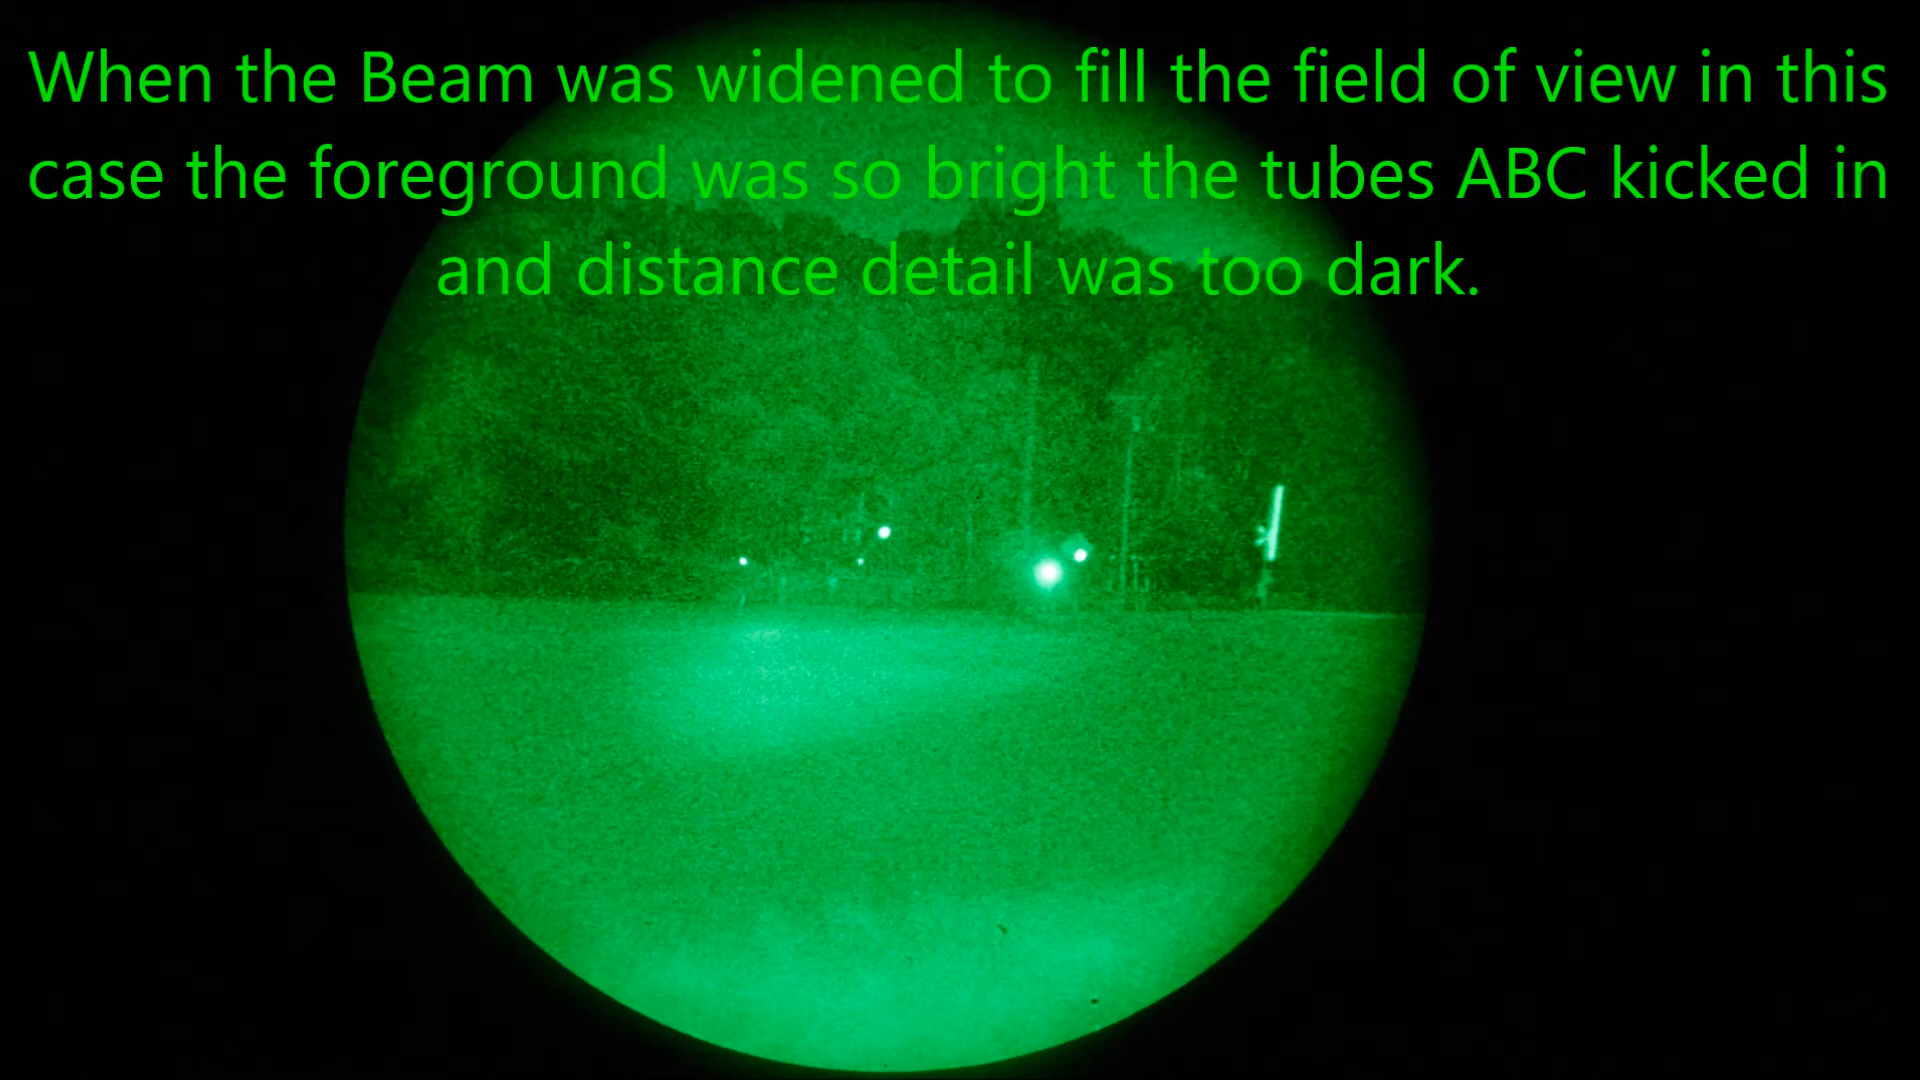 When the Beam was widened to fill the field of view in this
case the foreground was so bright the tubes ABC kicked in
and distance detail was too dark.